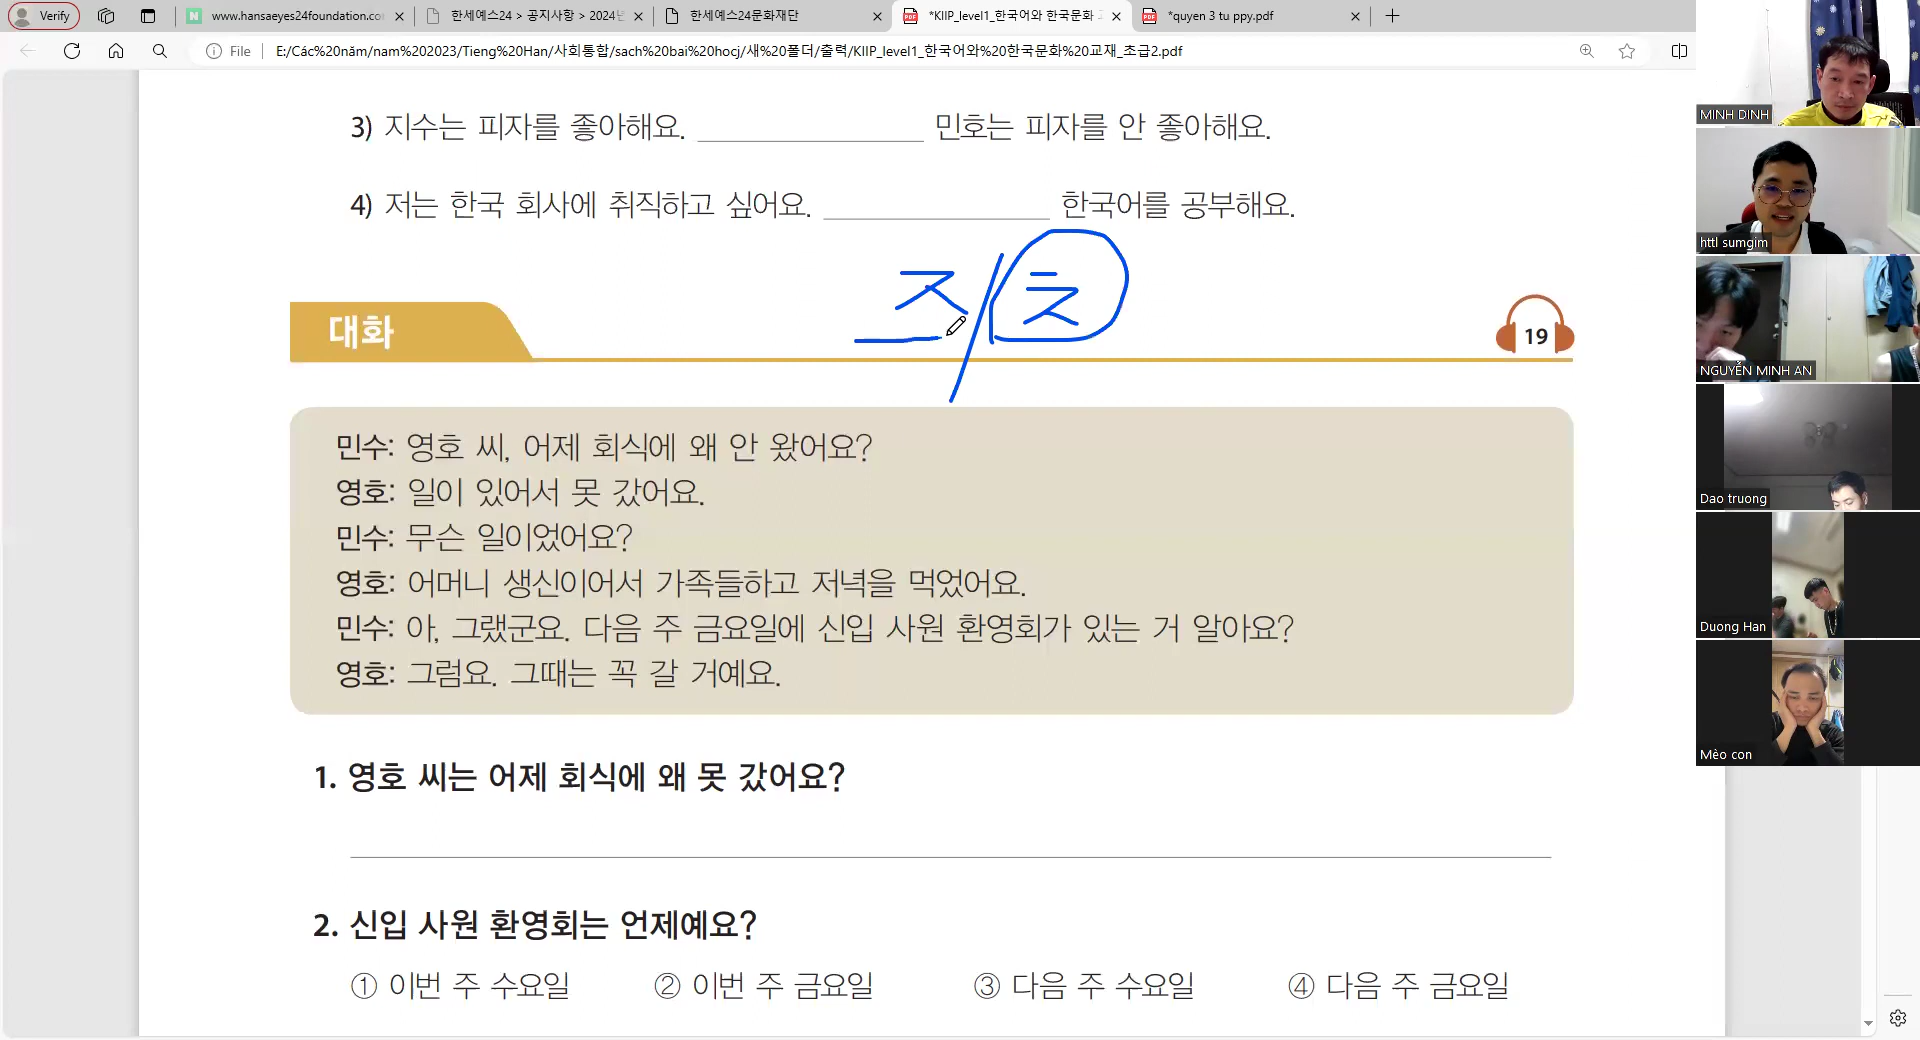 Verify
www.hansaeyes24foundation.co
한세예스24 > 공지사항 > 2024년
한세예스24문화재단
*KIIP_level1_한국어와 한국문화 교
*quyen 3 tu ppy.pdf
File
E:/Các%20năm/nam%202023/Tieng%20Han/사회통합/sach%20bai%20hocj/새%20폴더/출력/KIIP_level1_한국어와%20한국문화%20교재_초급2.pdf
3) 지수는 피자를 좋아해요. ____________ 민호는 피자를 안 좋아해요.
4) 저는 한국 회사에 취직하고 싶어요. ____________ 한국어를 공부해요.
ㅈ/ㅊ
대화
19
민수: 영호 씨, 어제 회식에 왜 안 왔어요?
영호: 일이 있어서 못 갔어요.
민수: 무슨 일이었어요?
영호: 어머니 생신이어서 가족들하고 저녁을 먹었어요.
민수: 아, 그랬군요. 다음 주 금요일에 신입 사원 환영회가 있는 거 알아요?
영호: 그럼요. 그때는 꼭 갈 거예요.
1. 영호 씨는 어제 회식에 왜 못 갔어요?
2. 신입 사원 환영회는 언제예요?
① 이번 주 수요일 ② 이번 주 금요일 ③ 다음 주 수요일 ④ 다음 주 금요일
MINH DINH
httl sumgim
NGUYỄN MINH AN
Dao truong
Duong Han
Mèo con